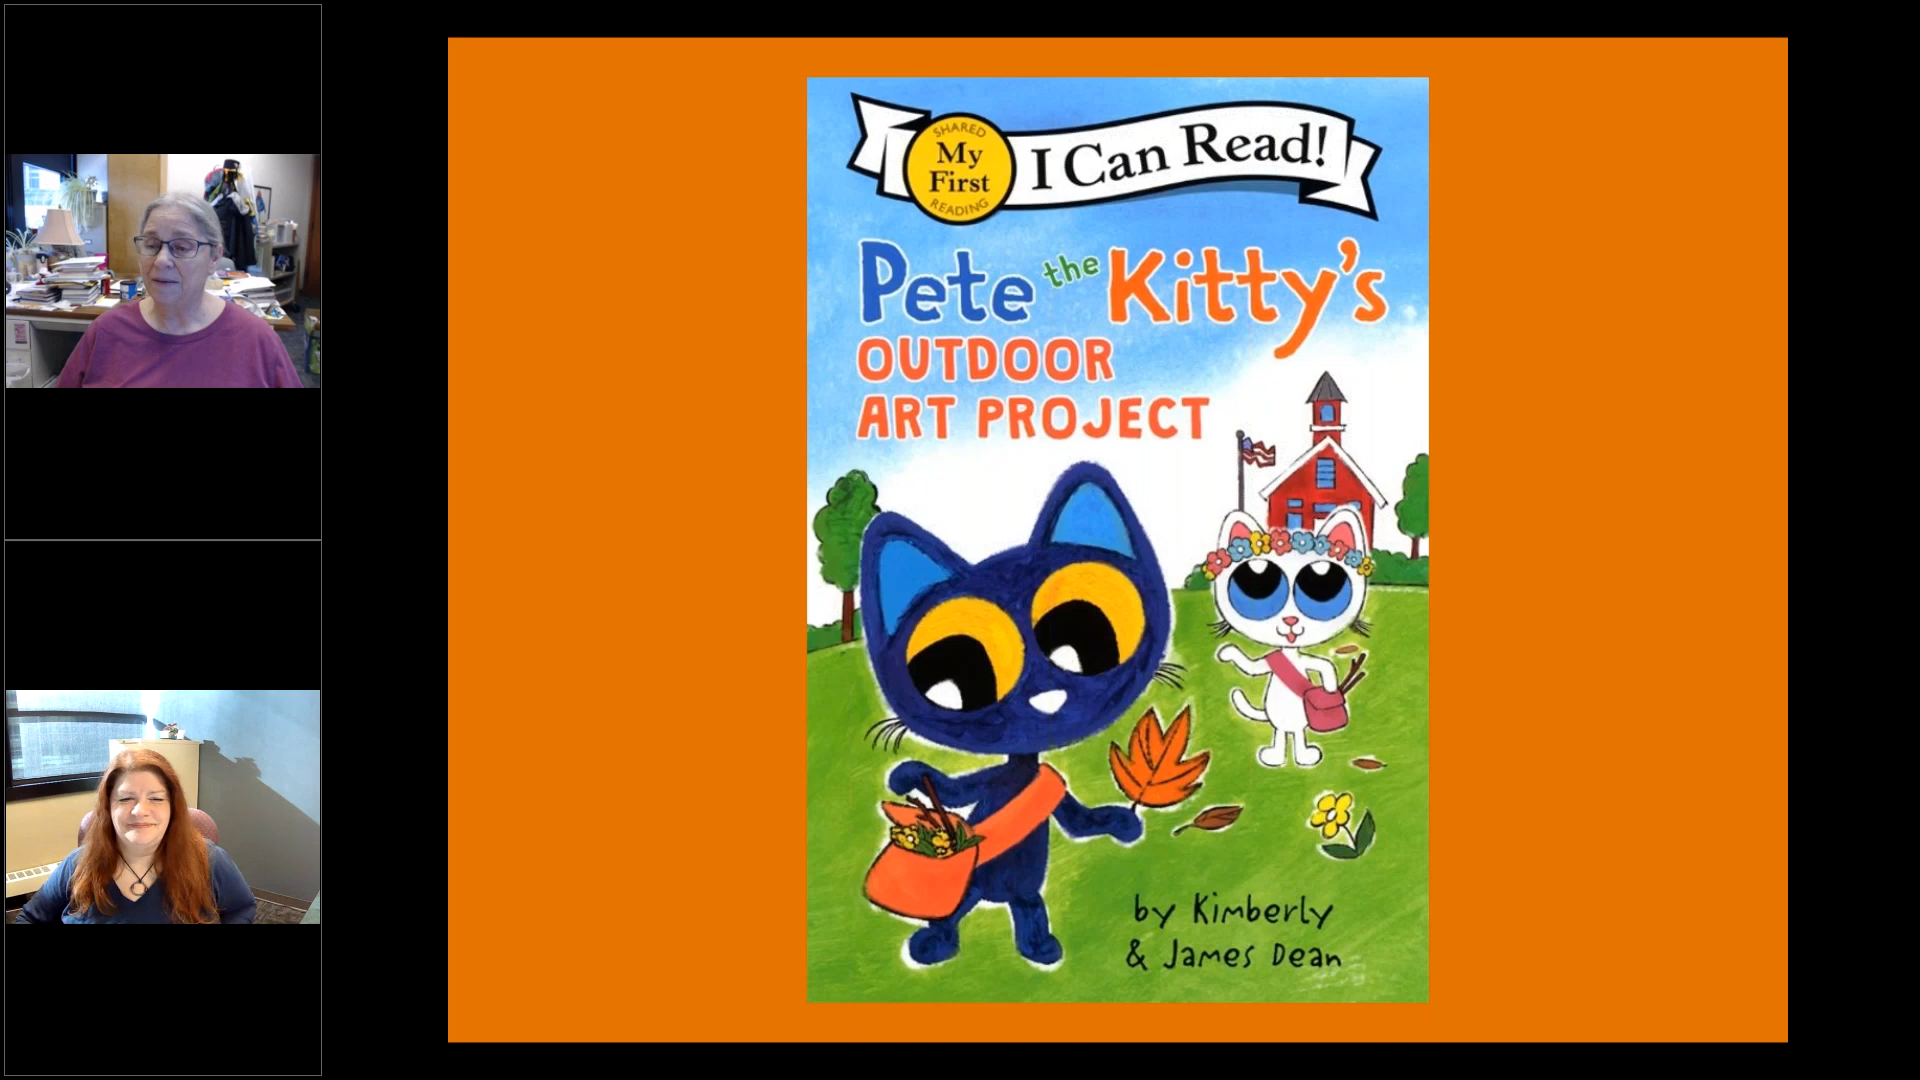 SHARED
My
First
READING
I Can Read!
Pete the Kitty's
OUTDOOR
ART PROJECT
by Kimberly
& James Dean